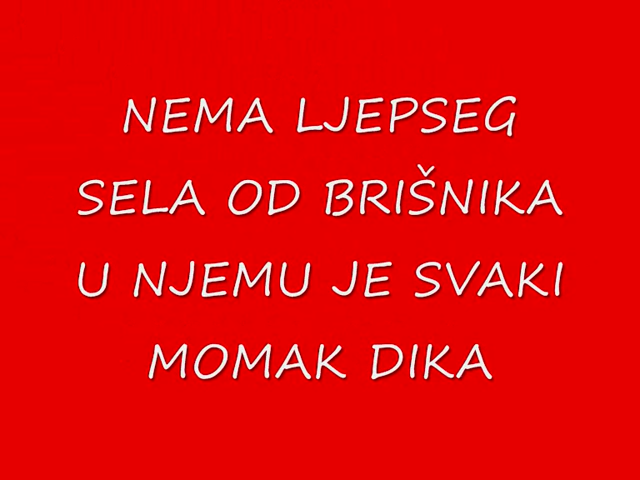 NEMA LJEPSEG
SELA OD BRIŠNIKA
U NJEMU JE SVAKI
MOMAK DIKA